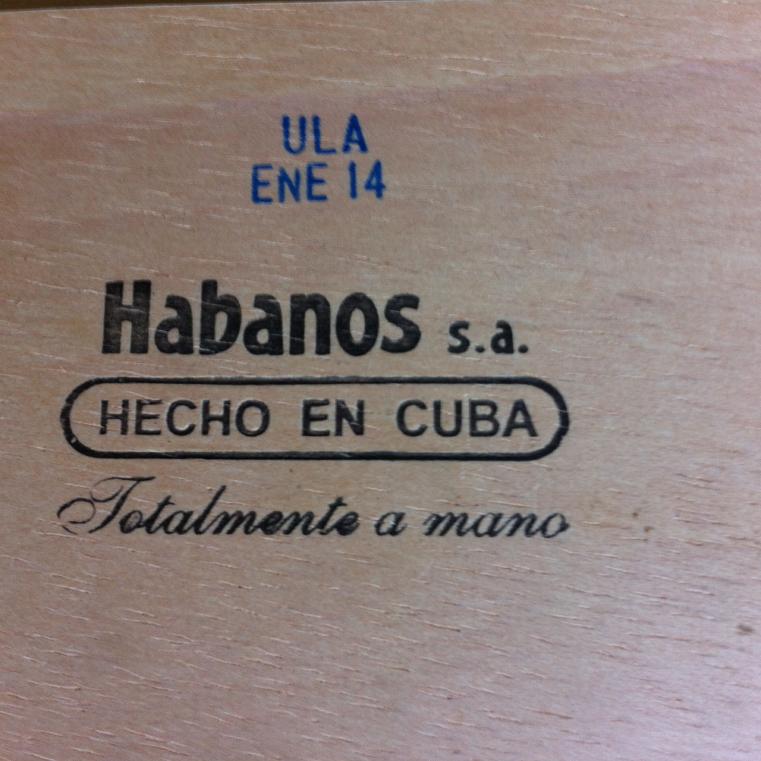 ULA
ENE 14
Habanos s.a.
HECHO EN CUBA
Totalmente a mano